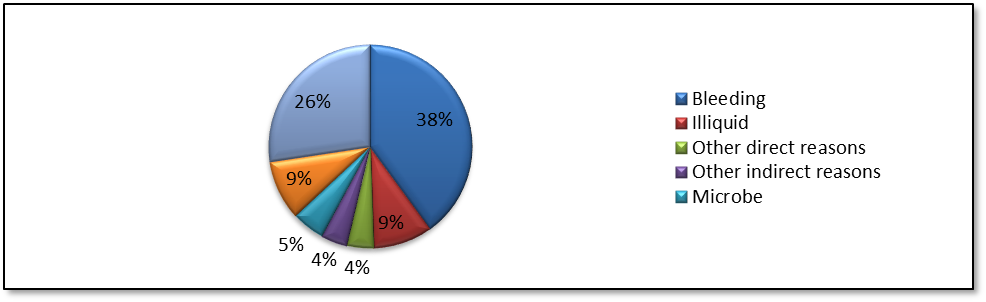 26%
38%
9%
9%
5%
4%
4%
Bleeding
Illiquid
Other direct reasons
Other indirect reasons
Microbe